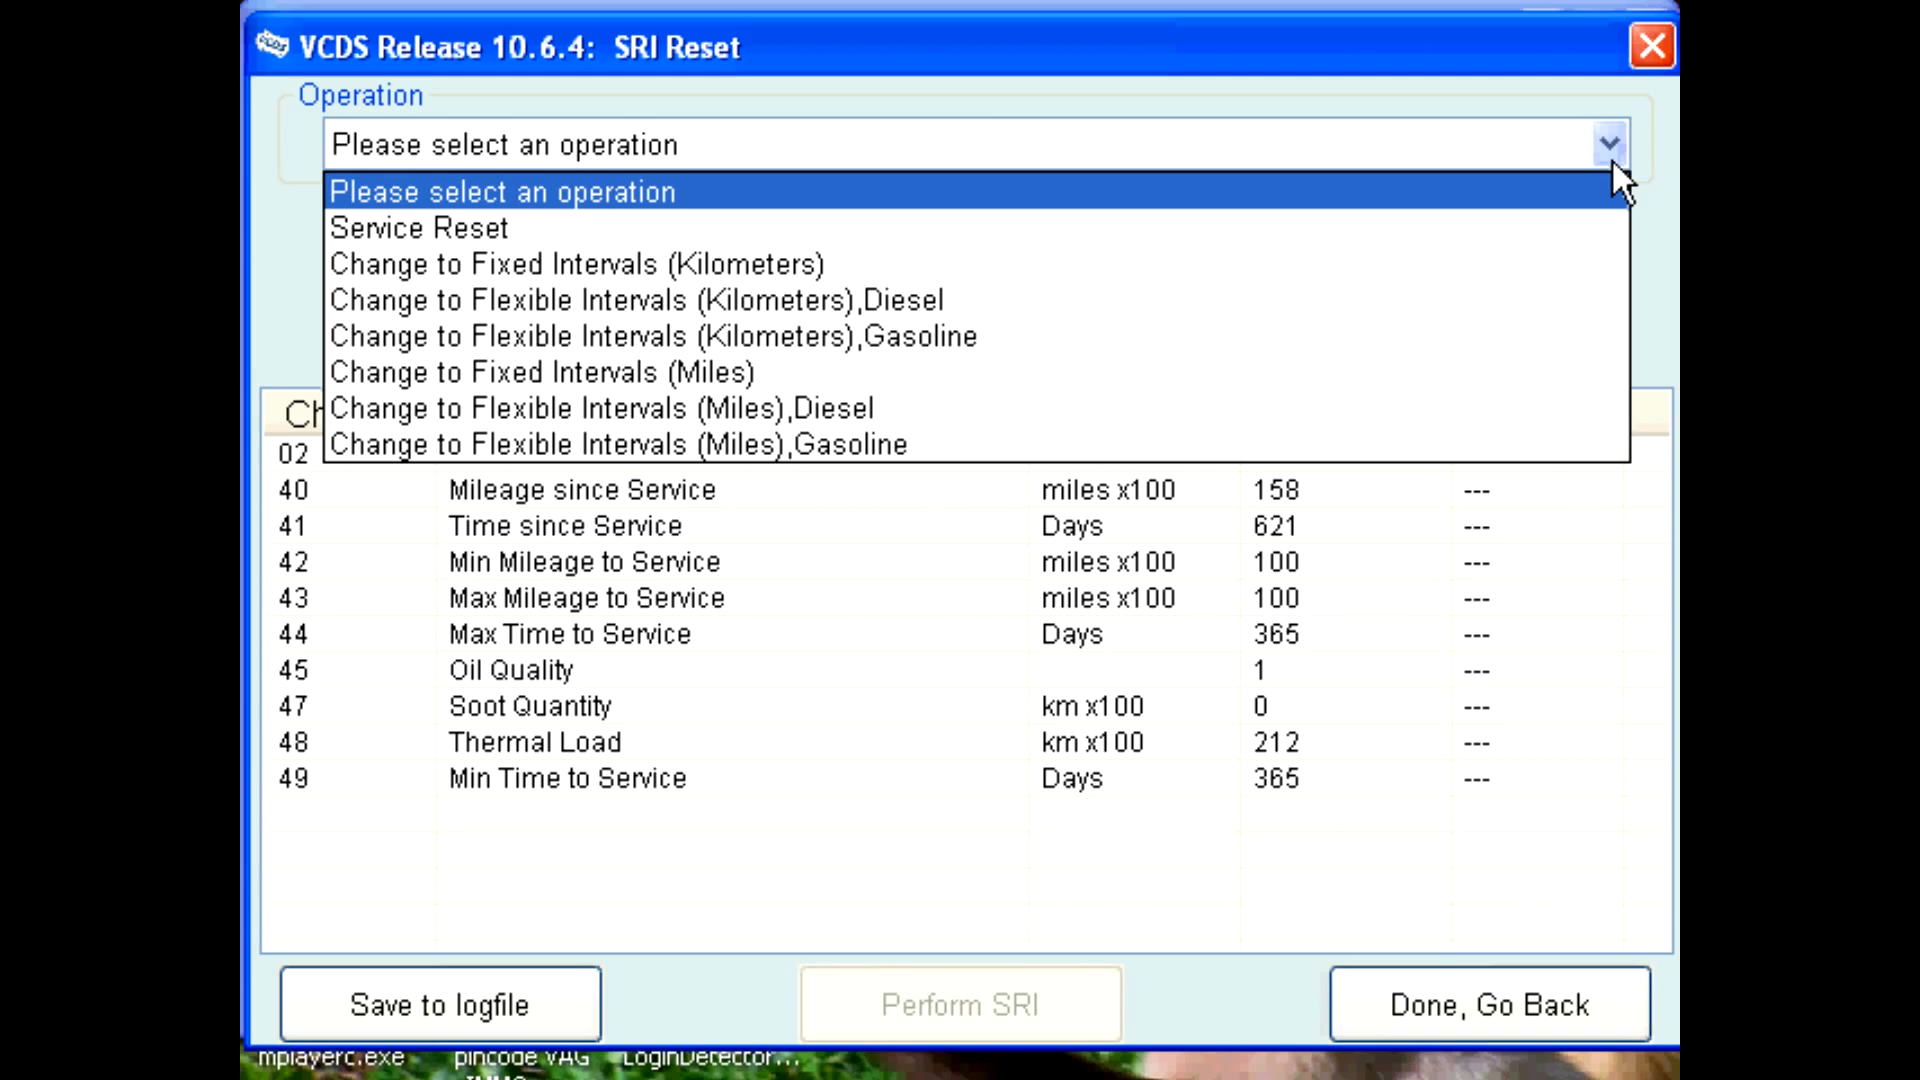 VCDS Release 10.6.4: SRI Reset
Operation
Please select an operation
Please select an operation
Service Reset
Change to Fixed Intervals (Kilometers)
Change to Flexible Intervals (Kilometers),Diesel
Change to Flexible Intervals (Kilometers),Gasoline
Change to Fixed Intervals (Miles)
Change to Flexible Intervals (Miles),Diesel
Change to Flexible Intervals (Miles),Gasoline
Ch
02
40 Mileage since Service miles x100 158 ---
41 Time since Service Days 621 ---
42 Min Mileage to Service miles x100 100 ---
43 Max Mileage to Service miles x100 100 ---
44 Max Time to Service Days 365 ---
45 Oil Quality 1 ---
47 Soot Quantity km x100 0 ---
48 Thermal Load km x100 212 ---
49 Min Time to Service Days 365 ---
Save to logfile Perform SRI Done, Go Back
mplayerc.exe pincode VAG LoginDetector...